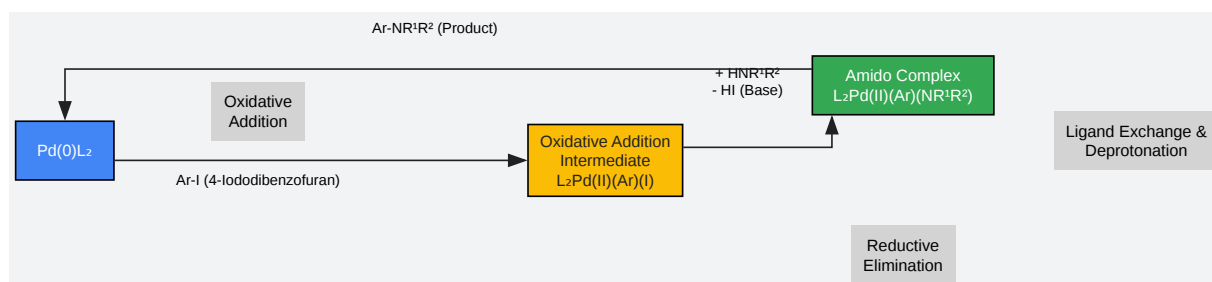 Ar-NR¹R² (Product)
+ HNR¹R²
- HI (Base)
Amido Complex
L₂Pd(II)(Ar)(NR¹R²)
Oxidative
Addition
Pd(0)L₂
Oxidative Addition
Intermediate
L₂Pd(II)(Ar)(I)
Ligand Exchange &
Deprotonation
Ar-I (4-Iododibenzofuran)
Reductive
Elimination